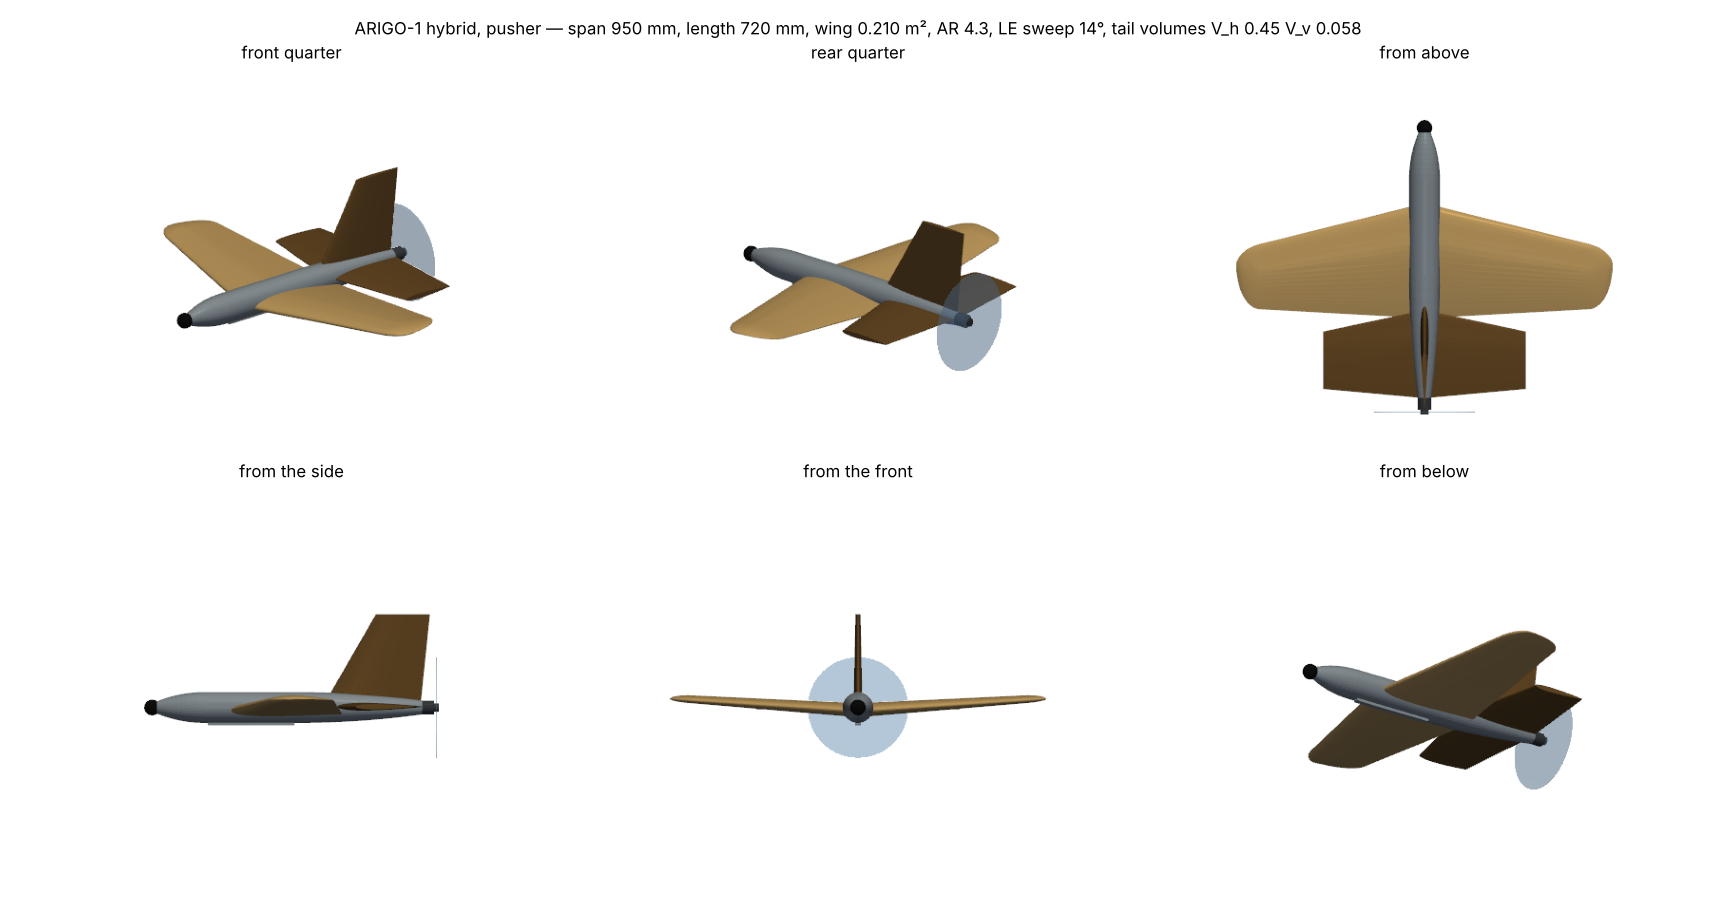 ARIGO-1 hybrid, pusher — span 950 mm, length 720 mm, wing 0.210 m², AR 4.3, LE sweep 14°, tail volumes V_h 0.45 V_v 0.058
front quarter
rear quarter
from above
from the side
from the front
from below